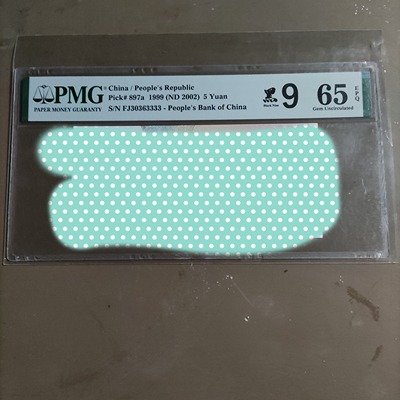 PMG®
PAPER MONEY GUARANTY
China / People's Republic
Pick# 897a 1999 (ND 2002) 5 Yuan
S/N FJ30363333 - People's Bank of China
9
65
Gem Uncirculated
EPQ